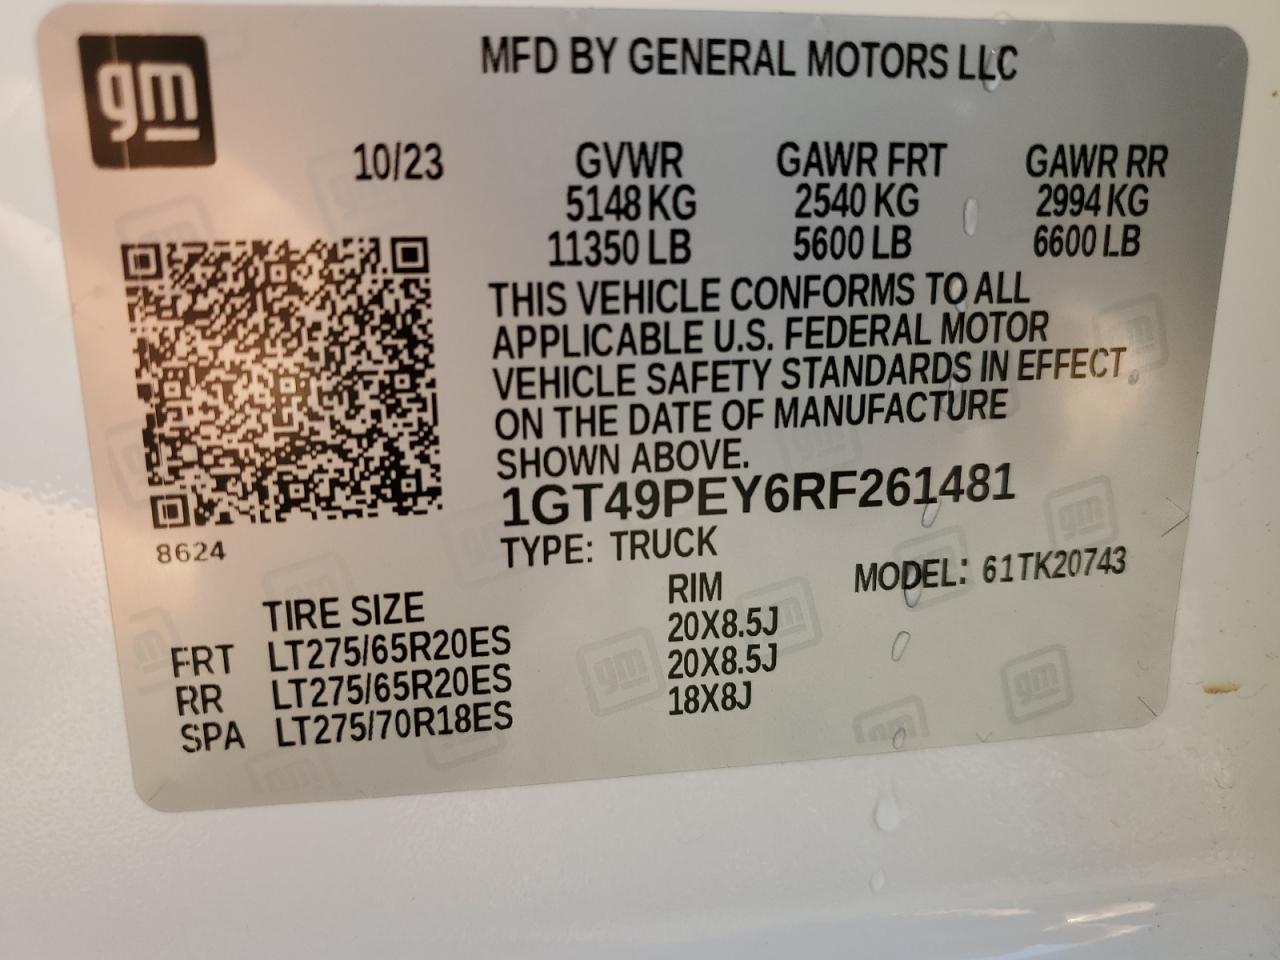 gm
MFD BY GENERAL MOTORS LLC
10/23 GVWR GAWR FRT GAWR RR
5148 KG 2540 KG 2994 KG
11350 LB 5600 LB 6600 LB
THIS VEHICLE CONFORMS TO ALL
APPLICABLE U.S. FEDERAL MOTOR
VEHICLE SAFETY STANDARDS IN EFFECT
ON THE DATE OF MANUFACTURE
SHOWN ABOVE.
1GT49PEY6RF261481
8624
TYPE: TRUCK MODEL: 61TK20743
TIRE SIZE RIM
FRT LT275/65R20ES 20X8.5J
RR LT275/65R20ES 20X8.5J
SPA LT275/70R18ES 18X8J